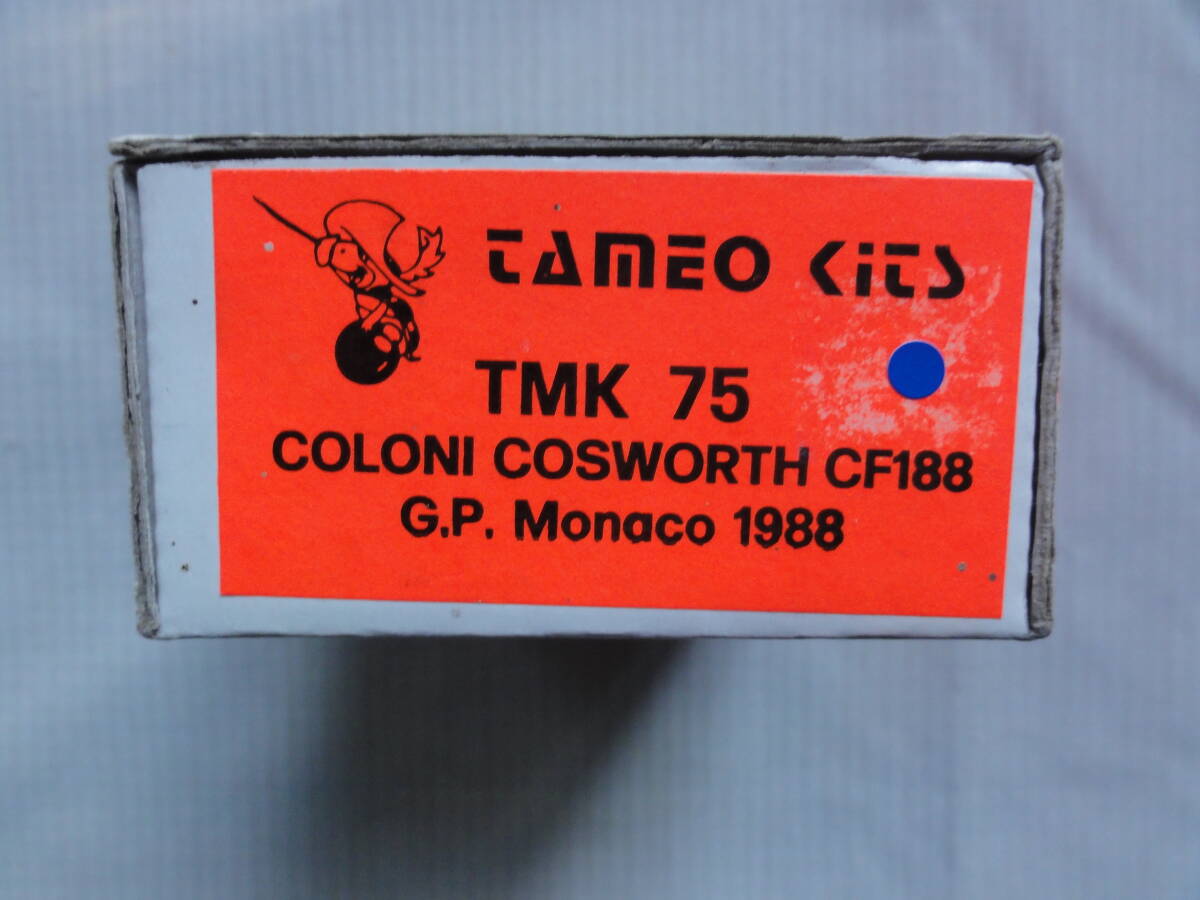 TAMEO KiTS
TMK 75
COLONI COSWORTH CF188
G.P. Monaco 1988